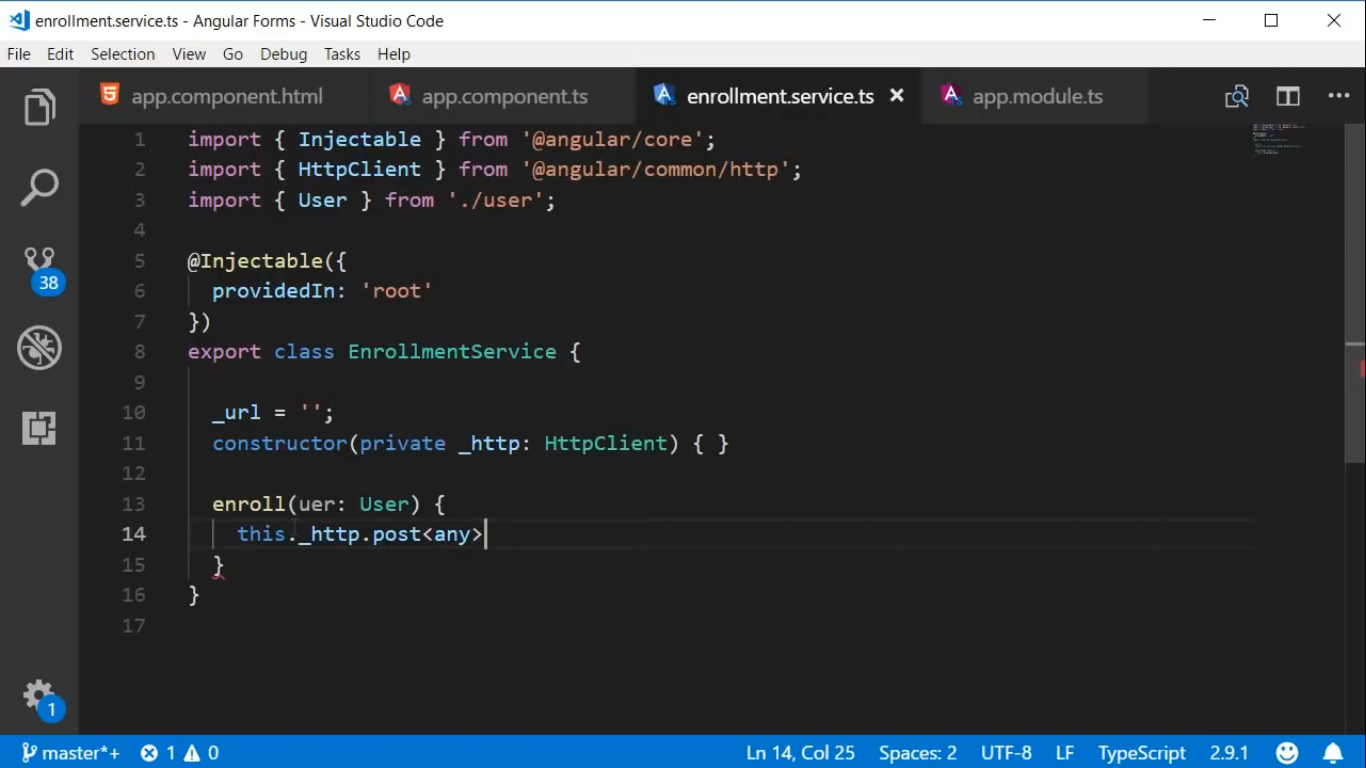 enrollment.service.ts - Angular Forms - Visual Studio Code
File Edit Selection View Go Debug Tasks Help
app.component.html app.component.ts enrollment.service.ts app.module.ts
1 import { Injectable } from '@angular/core';
2 import { HttpClient } from '@angular/common/http';
3 import { User } from './user';
4
5 @Injectable({
6 providedIn: 'root'
7 })
8 export class EnrollmentService {
9
10 _url = '';
11 constructor(private _http: HttpClient) { }
12
13 enroll(uer: User) {
14 this._http.post<any>
15 }
16 }
17
38
1
master*+ 1 0 Ln 14, Col 25 Spaces: 2 UTF-8 LF TypeScript 2.9.1